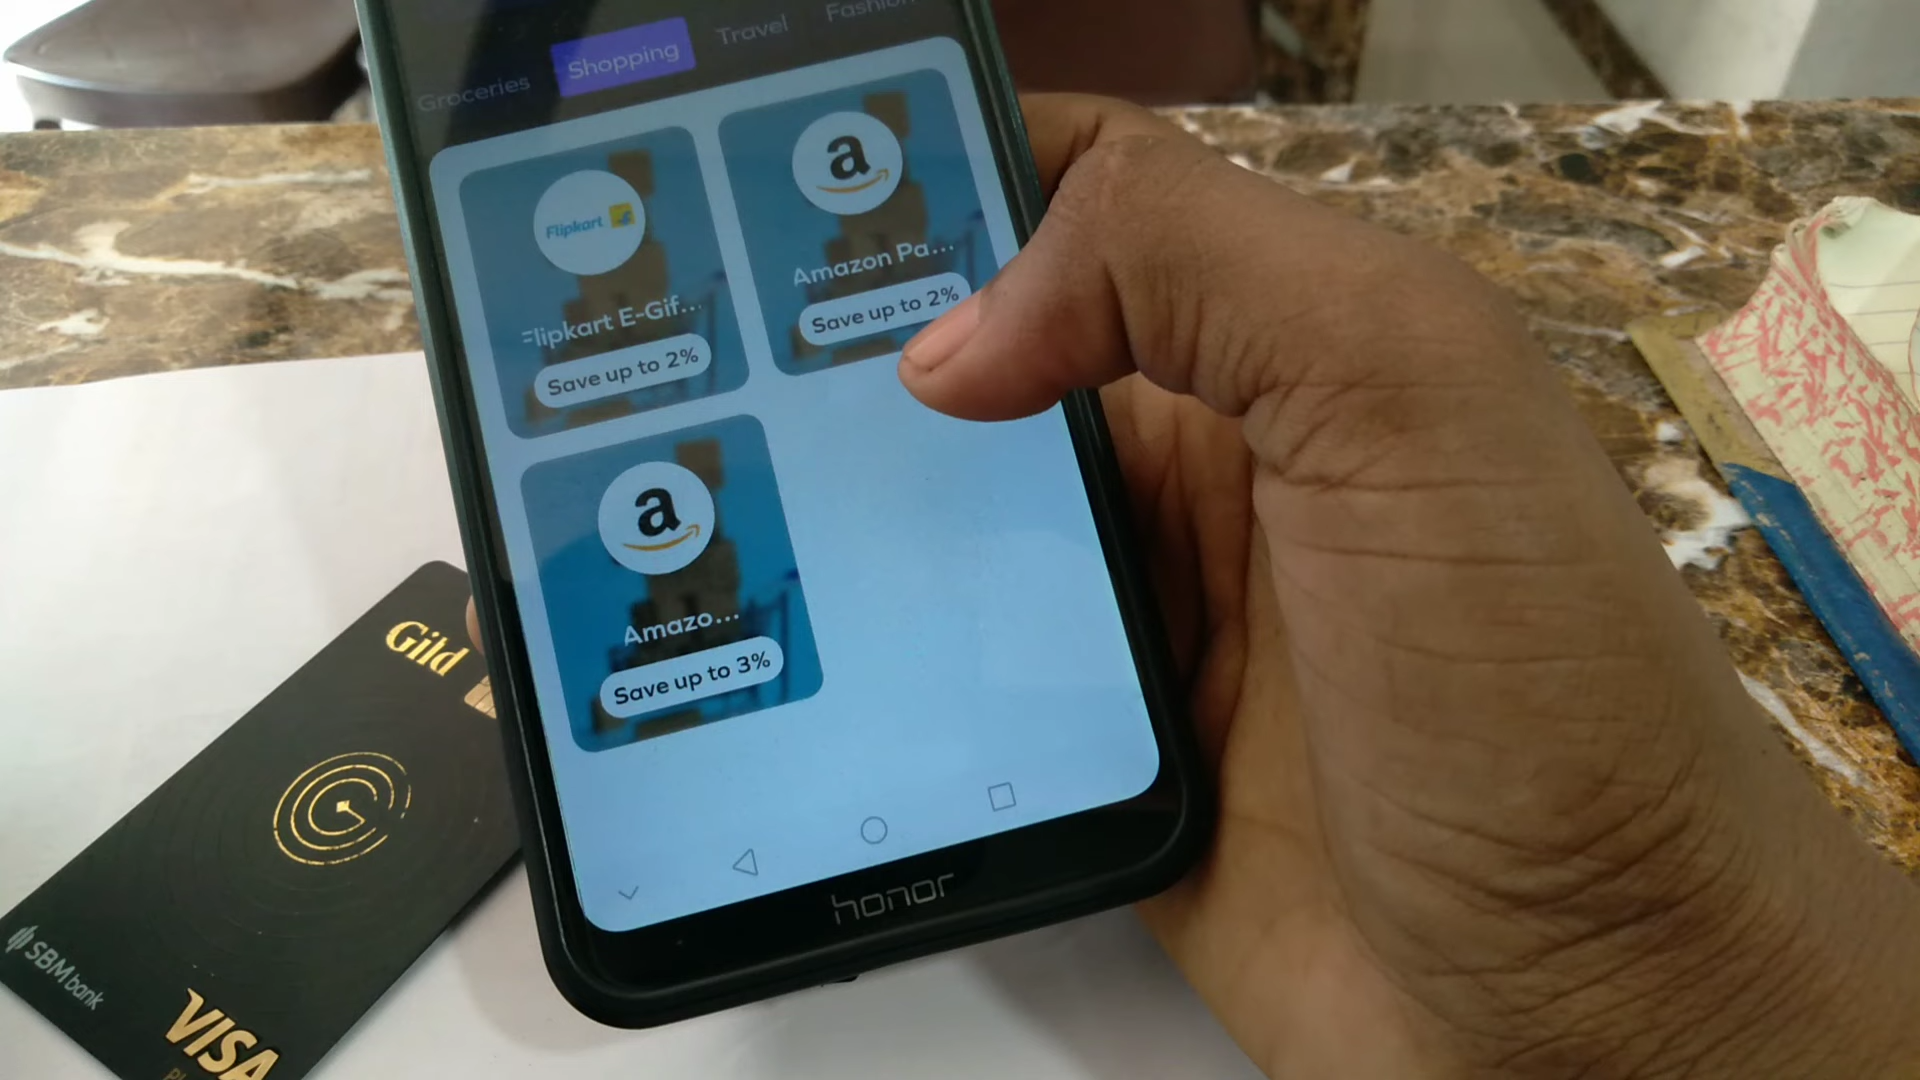 Groceries
Shopping
Travel
Fashion
Flipkart
Flipkart E-Gif...
Save up to 2%
a
Amazon Pa...
Save up to 2%
a
Amazo...
Save up to 3%
honor
Gild
SBM bank
VISA